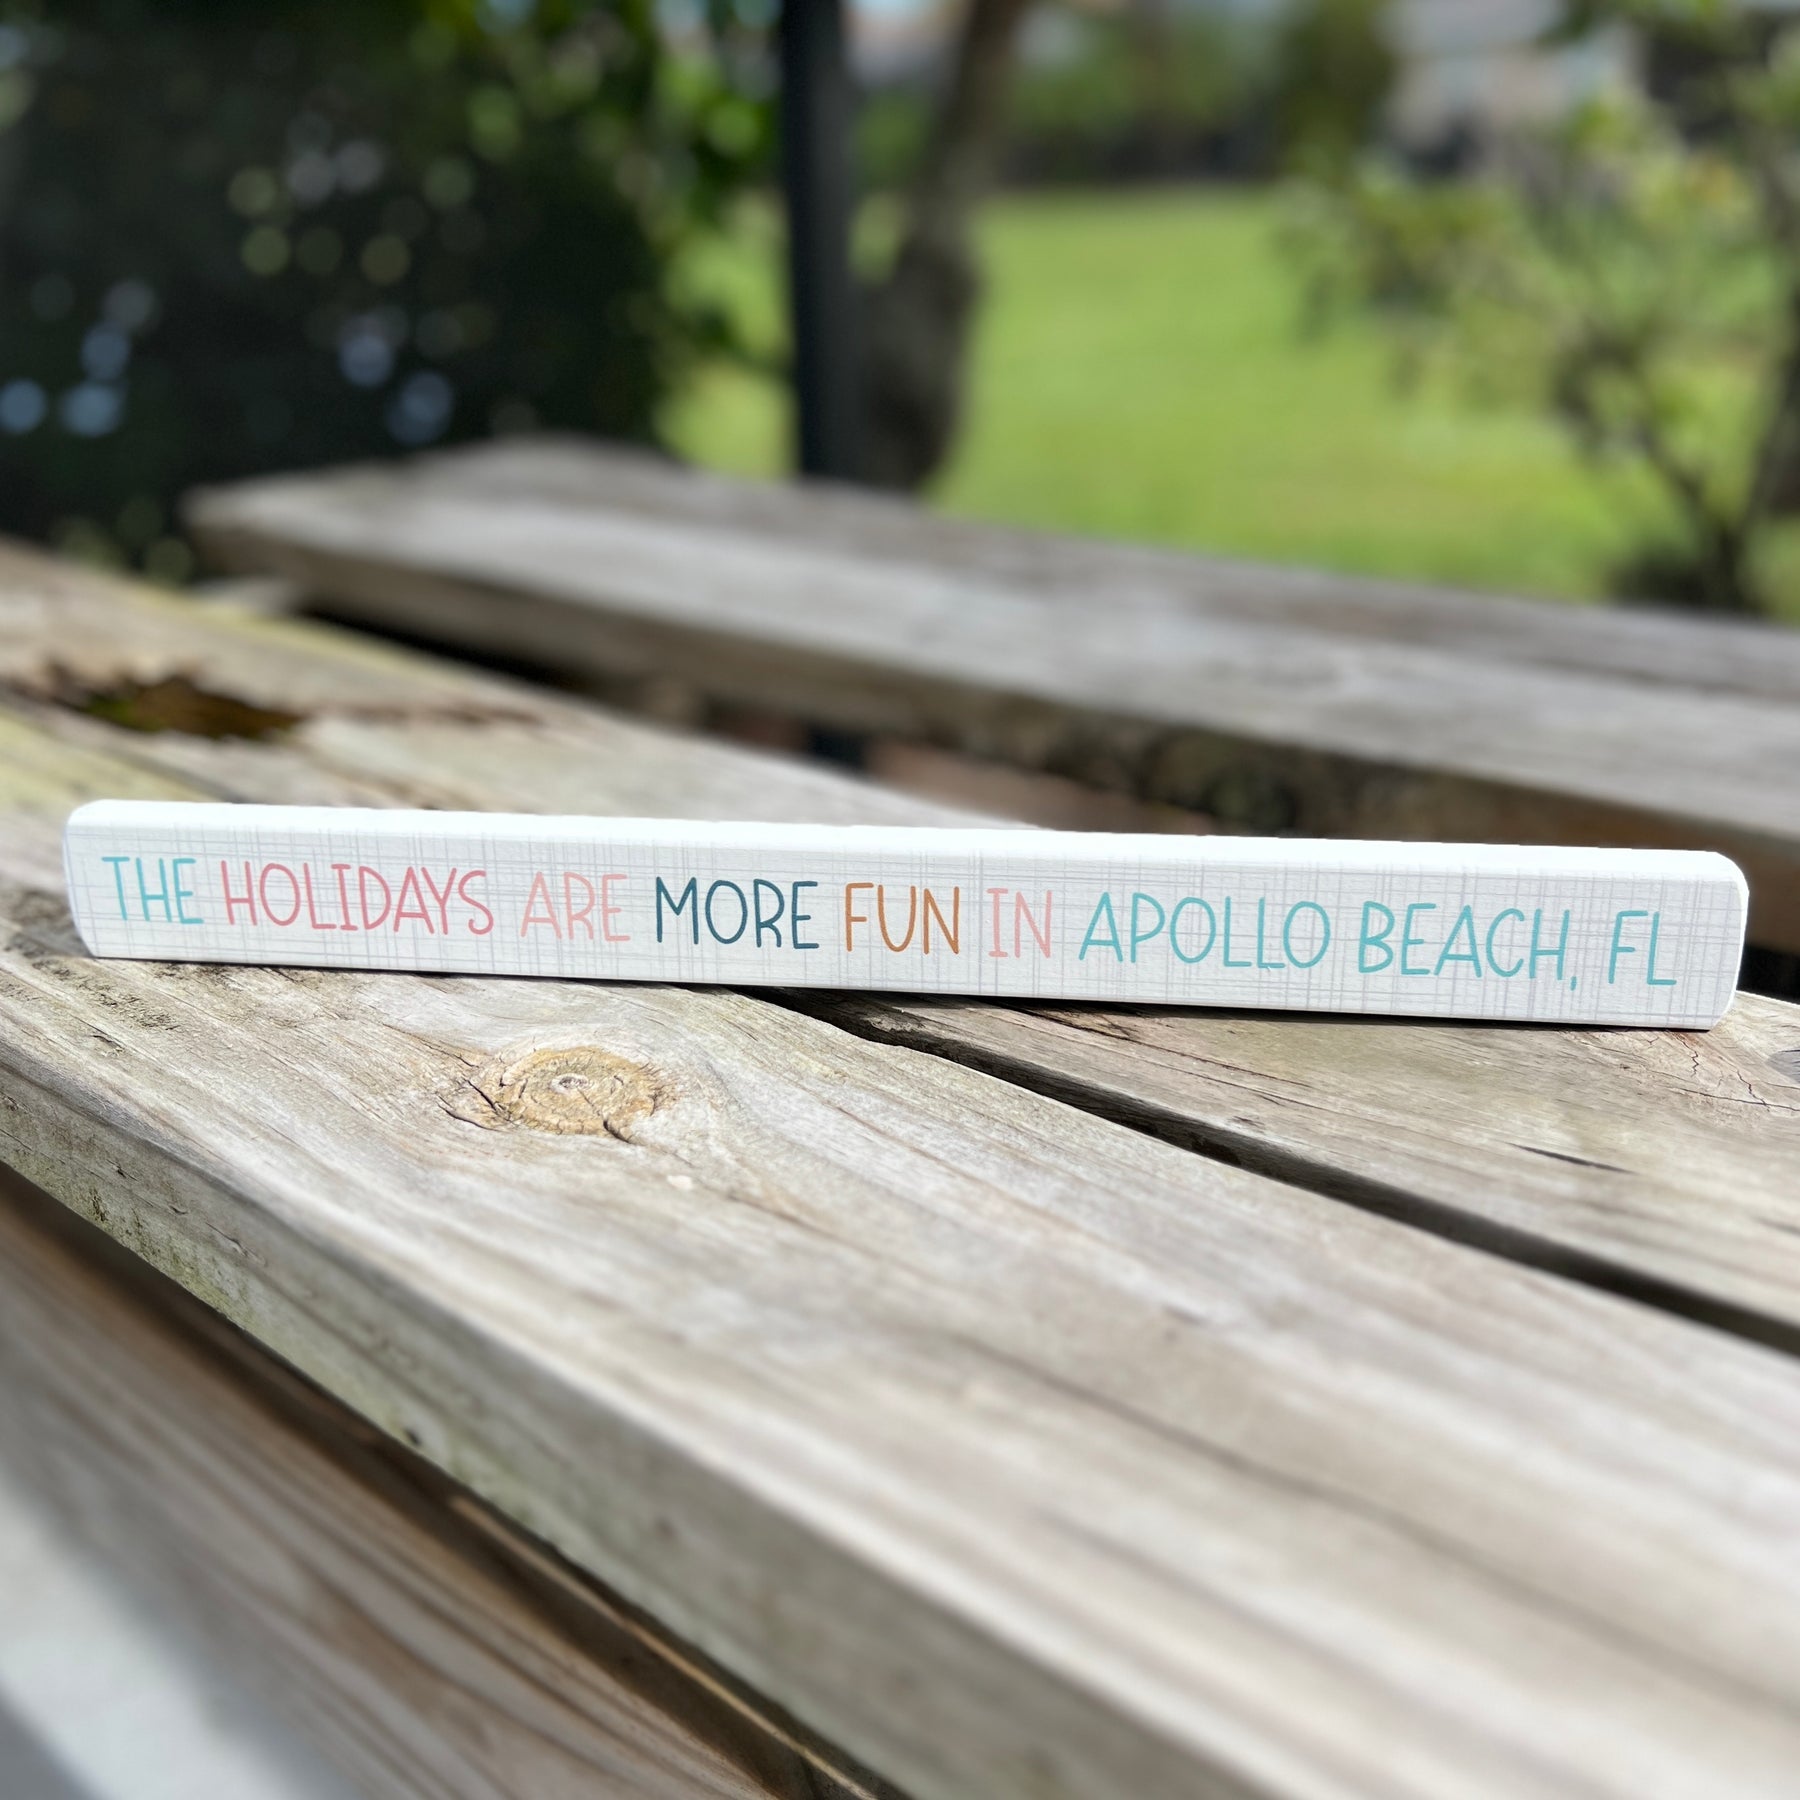 THE HOLIDAYS ARE MORE FUN IN APOLLO BEACH, FL